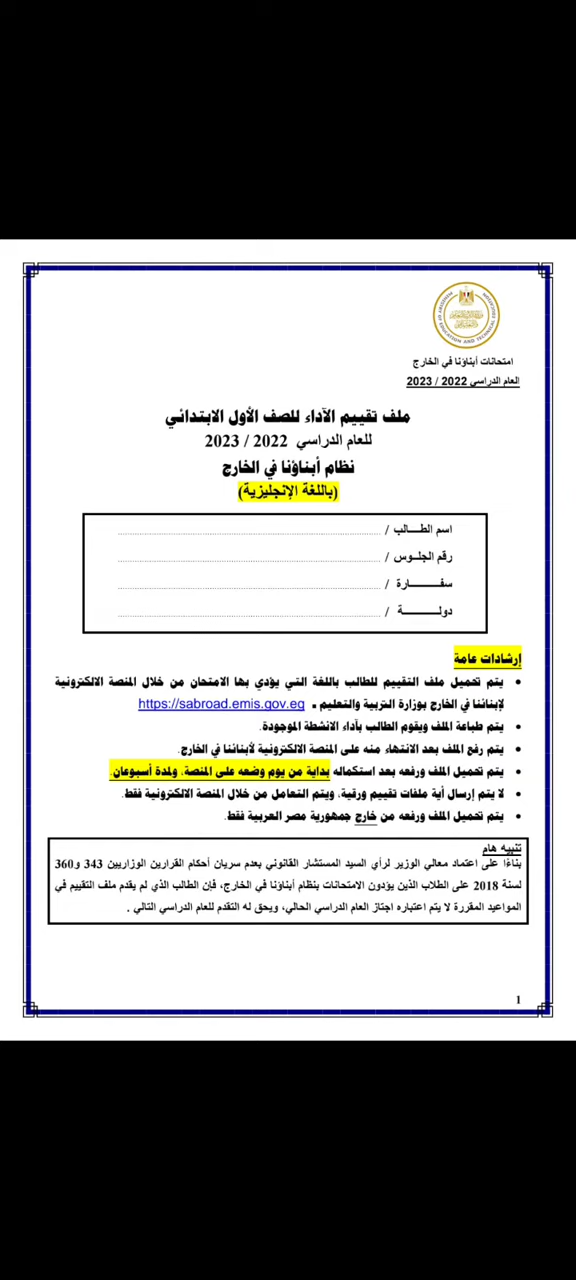 امتحانات أبناؤنا في الخارج
العام الدراسي 2022 / 2023
ملف تقييم الآداء للصف الأول الابتدائي
للعام الدراسي 2022 / 2023
نظام أبناؤنا في الخارج
(باللغة الإنجليزية)
اسم الطـــالب /
رقم الجلـوس /
سفـــــــارة /
دولـــــــــة /
إرشادات عامة
• يتم تحميل ملف التقييم للطالب باللغة التي يؤدي بها الامتحان من خلال المنصة الالكترونية
لإبنائنا في الخارج بوزارة التربية والتعليم . https://sabroad.emis.gov.eg
• يتم طباعة الملف ويقوم الطالب بآداء الانشطة الموجودة.
• يتم رفع الملف بعد الانتهاء منه على المنصة الالكترونية لأبنائنا في الخارج.
• يتم تحميل الملف ورفعه بعد استكماله بداية من يوم وضعه على المنصة، ولمدة أسبوعان.
• لا يتم إرسال أية ملفات تقييم ورقية، ويتم التعامل من خلال المنصة الالكترونية فقط.
• يتم تحميل الملف ورفعه من خارج جمهورية مصر العربية فقط.
تنبيه هام
بناءًا على اعتماد معالي الوزير لرأي السيد المستشار القانوني بعدم سريان أحكام القرارين الوزاريين 343 و360
لسنة 2018 على الطلاب الذين يؤدون الامتحانات بنظام أبناؤنا في الخارج، فإن الطالب الذي لم يقدم ملف التقييم في
المواعيد المقررة لا يتم اعتباره اجتاز العام الدراسي الحالي، ويحق له التقدم للعام الدراسي التالي .
1